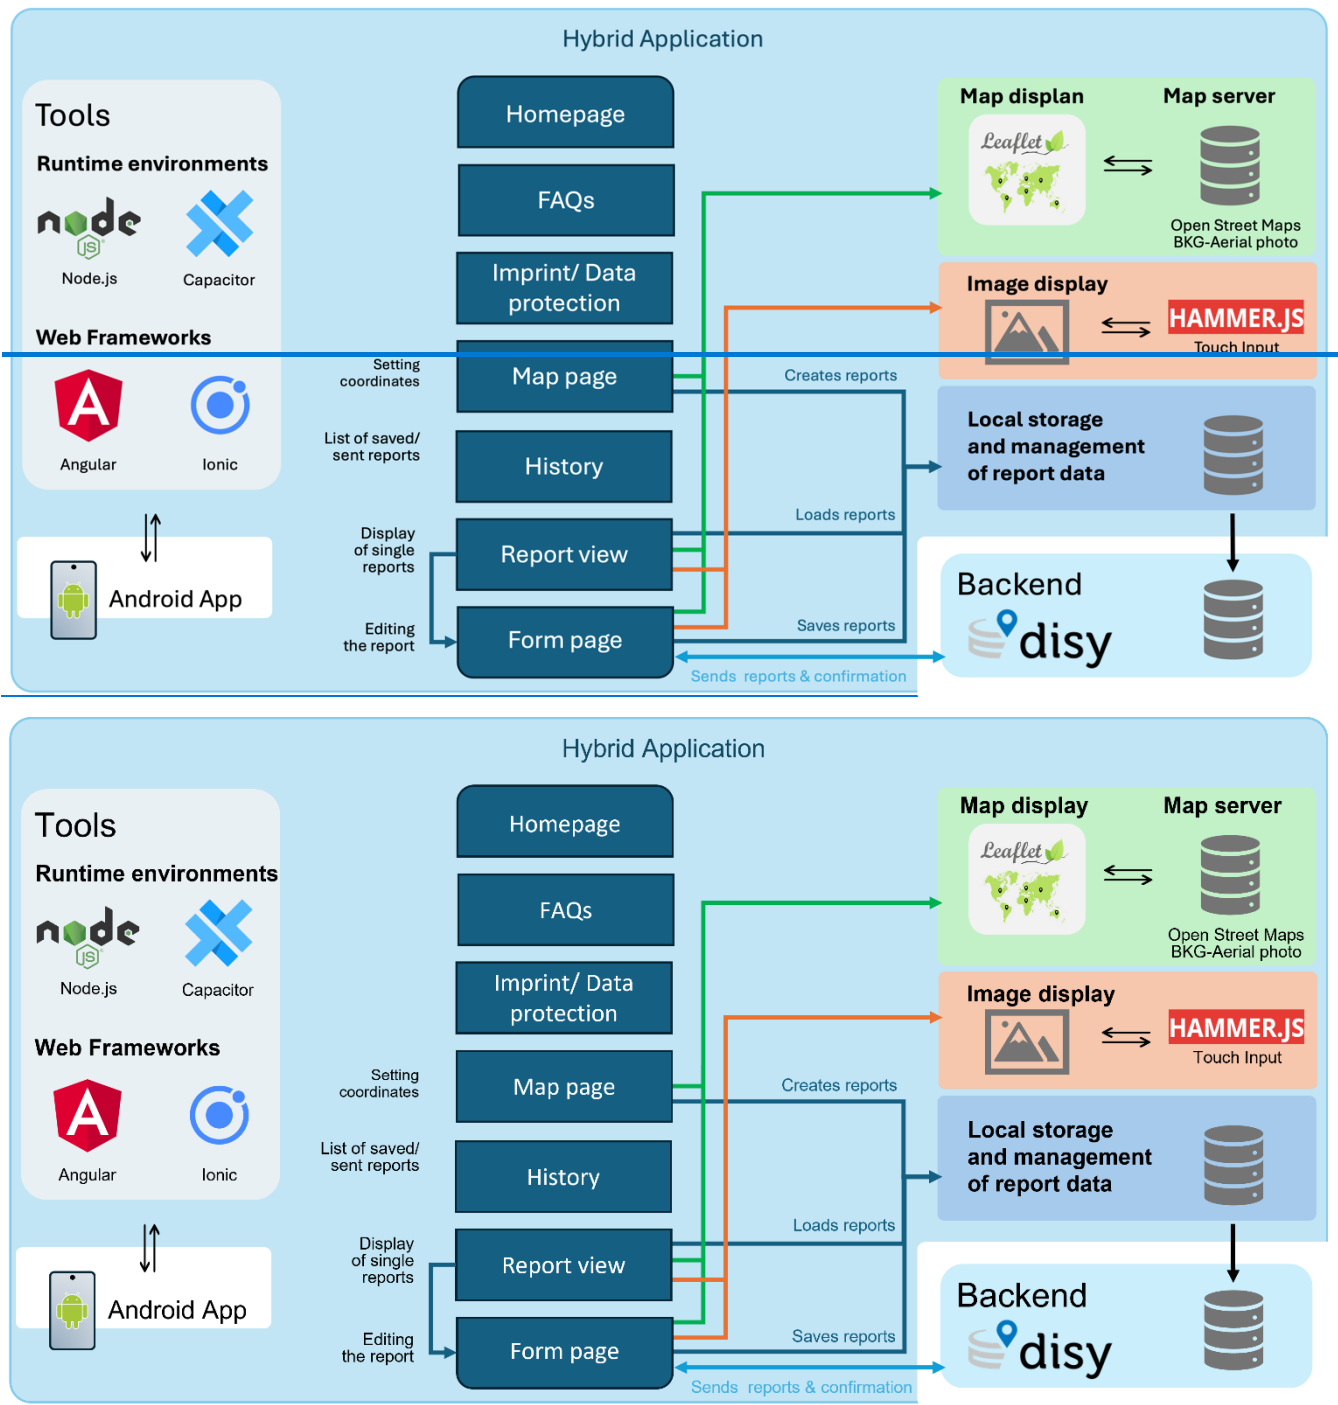 Hybrid Application
Tools
Runtime environments
node
JS
Node.js
Capacitor
Web Frameworks
A
Angular
Ionic
Android App
Homepage
FAQs
Imprint/ Data
protection
Setting
coordinates
Map page
List of saved/
sent reports
History
Display
of single
reports
Report view
Editing
the report
Form page
Creates reports
Loads reports
Saves reports
Sends reports & confirmation
Map displan
Leaflet
Map server
Open Street Maps
BKG-Aerial photo
Image display
HAMMER.JS
Touch Input
Local storage
and management
of report data
Backend
disy
Hybrid Application
Tools
Runtime environments
node
JS
Node.js
Capacitor
Web Frameworks
A
Angular
Ionic
Android App
Homepage
FAQs
Imprint/ Data
protection
Setting
coordinates
Map page
List of saved/
sent reports
History
Display
of single
reports
Report view
Editing
the report
Form page
Creates reports
Loads reports
Saves reports
Sends reports & confirmation
Map display
Leaflet
Map server
Open Street Maps
BKG-Aerial photo
Image display
HAMMER.JS
Touch Input
Local storage
and management
of report data
Backend
disy